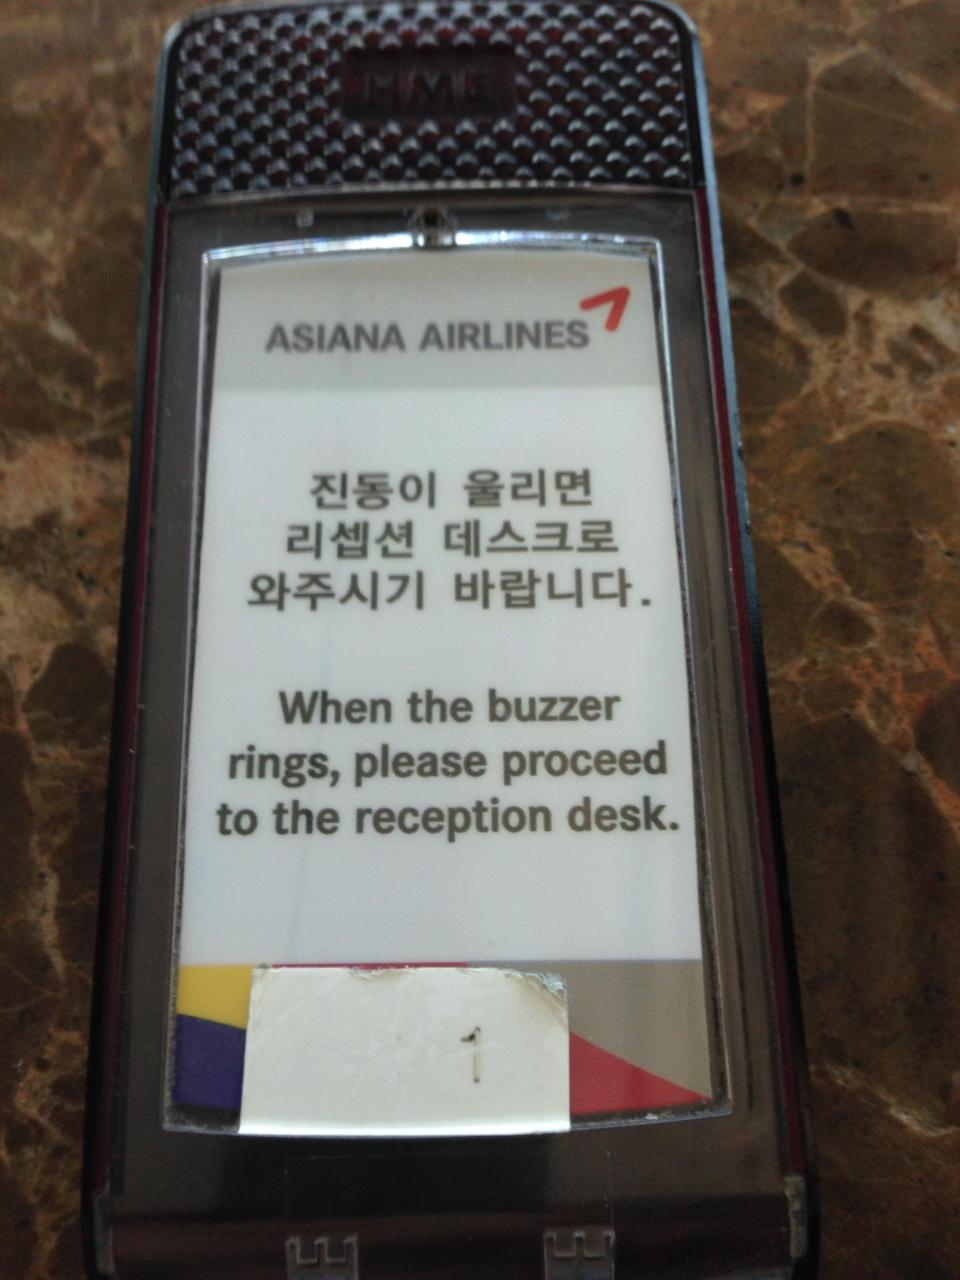 MME
ASIANA AIRLINES
진동이 울리면
리셉션 데스크로
와주시기 바랍니다.
When the buzzer
rings, please proceed
to the reception desk.
1